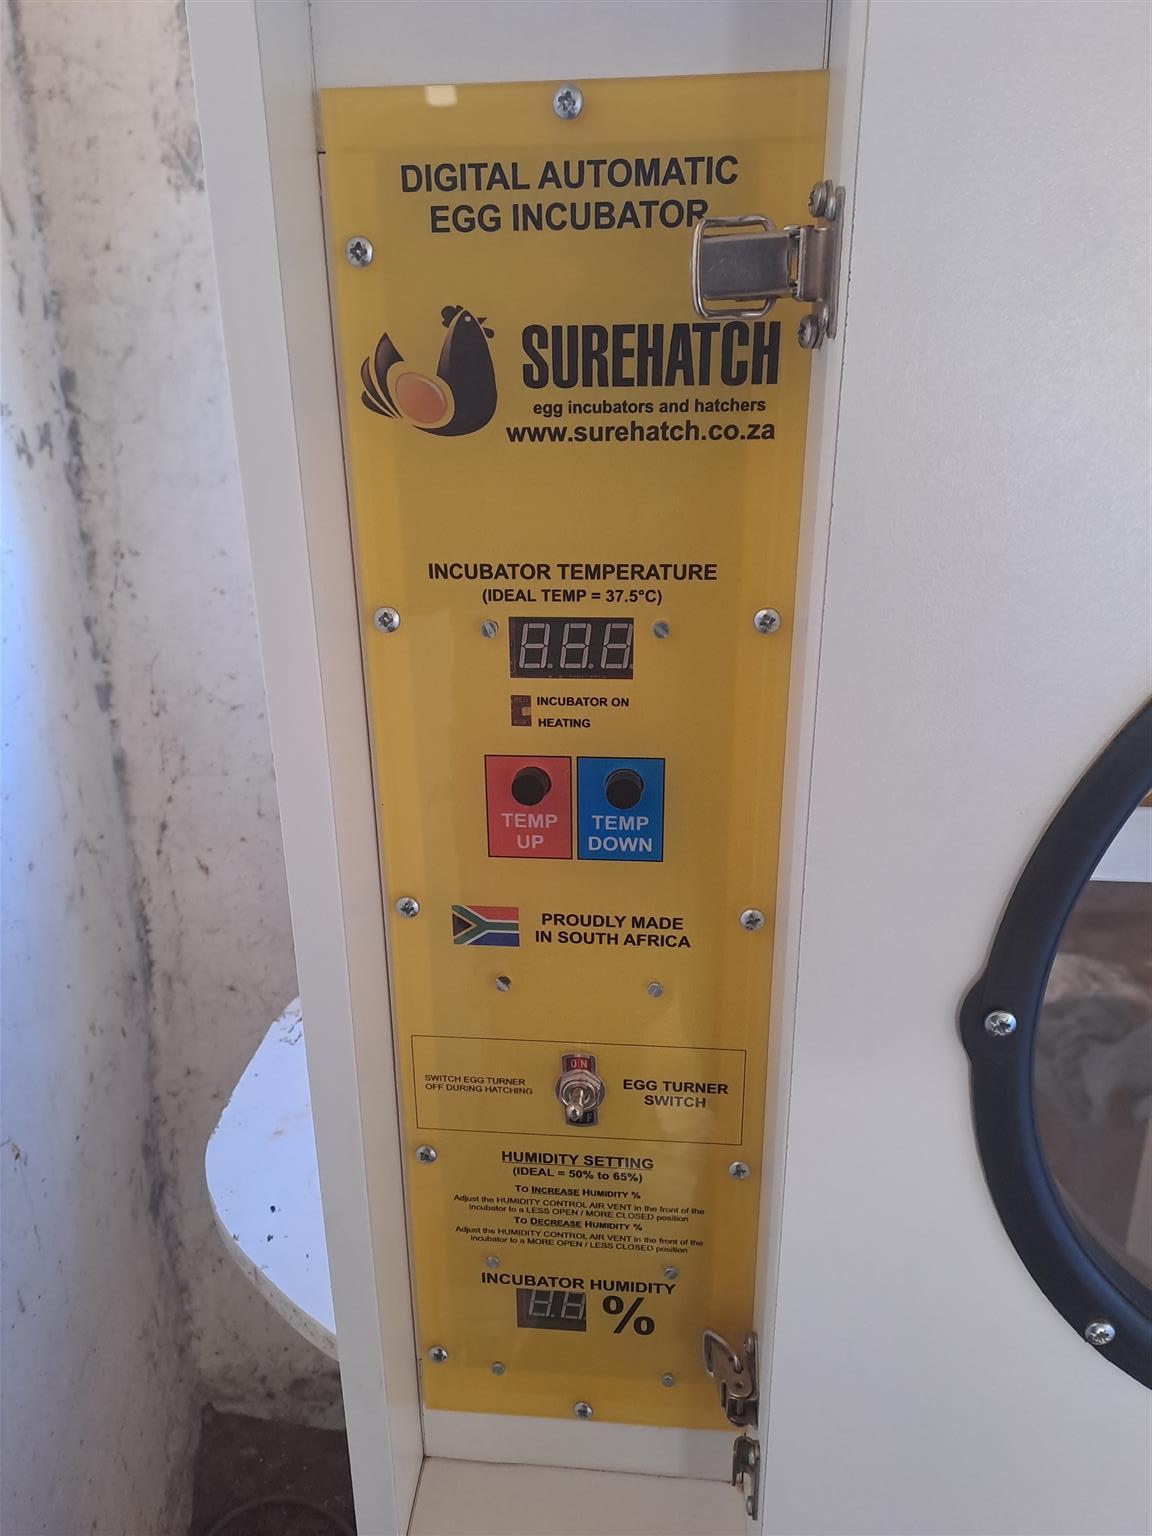 DIGITAL AUTOMATIC
EGG INCUBATOR
SUREHATCH
egg incubators and hatchers
www.surehatch.co.za
INCUBATOR TEMPERATURE
(IDEAL TEMP = 37.5°C)
INCUBATOR ON
HEATING
TEMP UP
TEMP DOWN
PROUDLY MADE
IN SOUTH AFRICA
ON
SWITCH EGG TURNER
OFF DURING HATCHING
EGG TURNER
SWITCH
OFF
HUMIDITY SETTING
(IDEAL = 50% to 65%)
To INCREASE HUMIDITY %
Adjust the HUMIDITY CONTROL AIR VENT in the front of the
incubator to a LESS OPEN / MORE CLOSED position
To DECREASE HUMIDITY %
Adjust the HUMIDITY CONTROL AIR VENT in the front of the
incubator to a MORE OPEN / LESS CLOSED position
INCUBATOR HUMIDITY
%